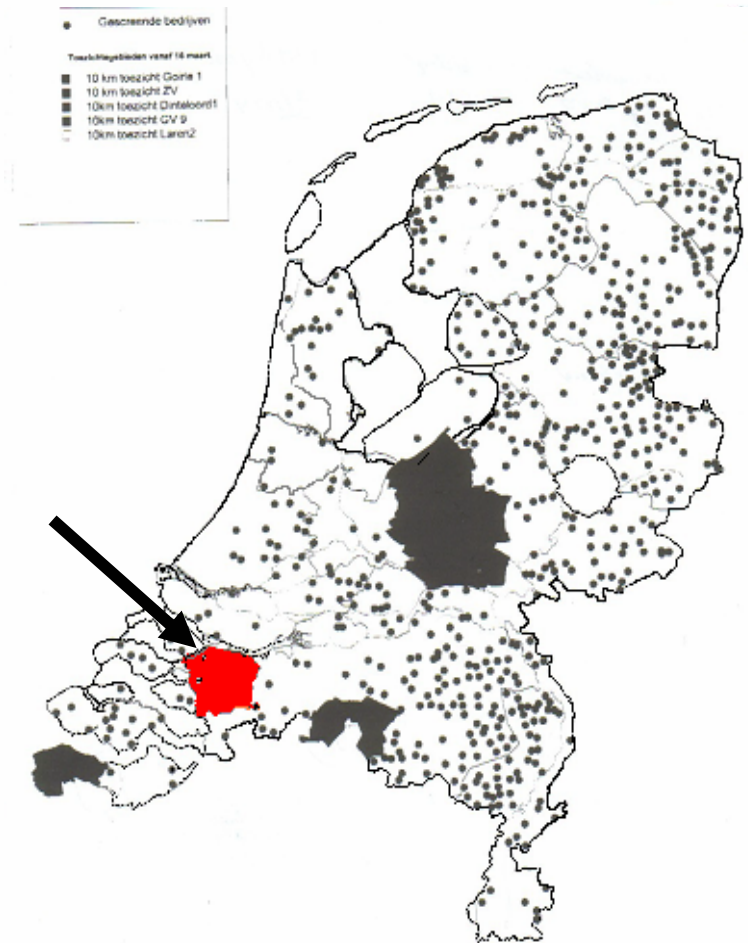 Gescreende bedrijven
Toezichtgebieden vanaf 16 maart
10 km toezicht Goirle 1
10 km toezicht ZV
10km toezicht Dinteloord1
10km toezicht GV 9
10km toezicht Laren2